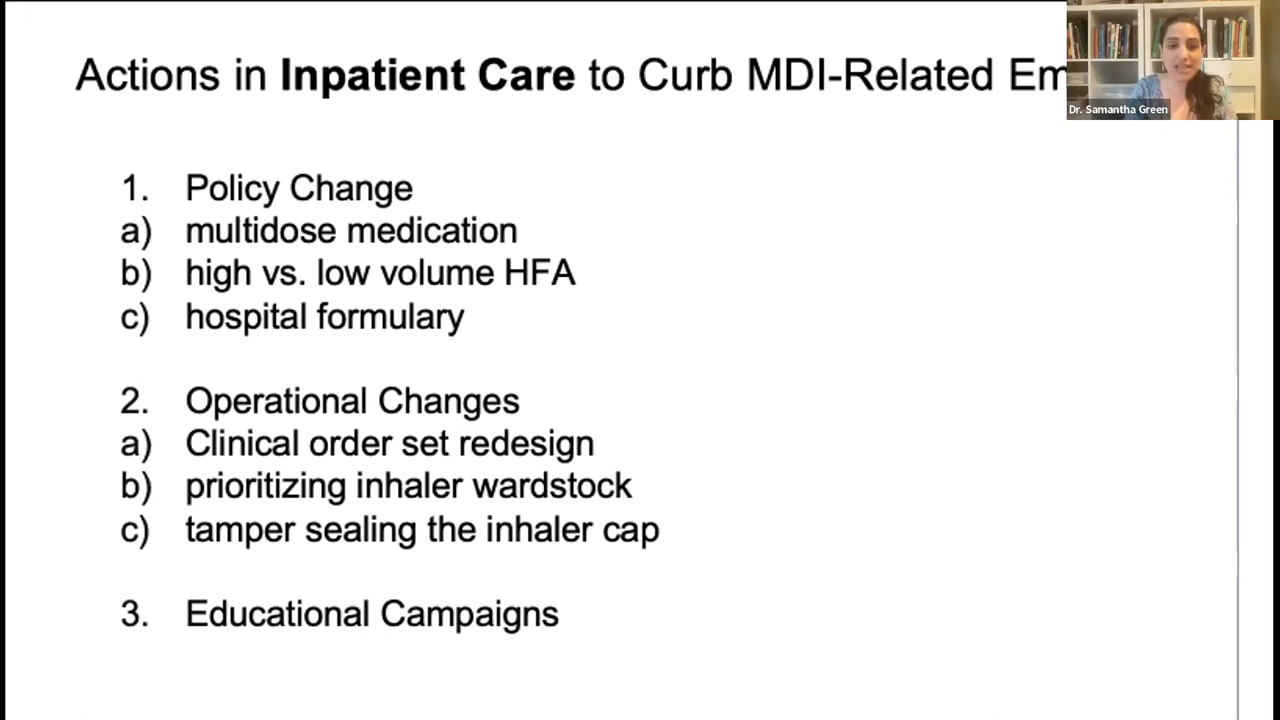 Actions in Inpatient Care to Curb MDI-Related
Dr. Samantha Green
1. Policy Change
a) multidose medication
b) high vs. low volume HFA
c) hospital formulary
2. Operational Changes
a) Clinical order set redesign
b) prioritizing inhaler wardstock
c) tamper sealing the inhaler cap
3. Educational Campaigns